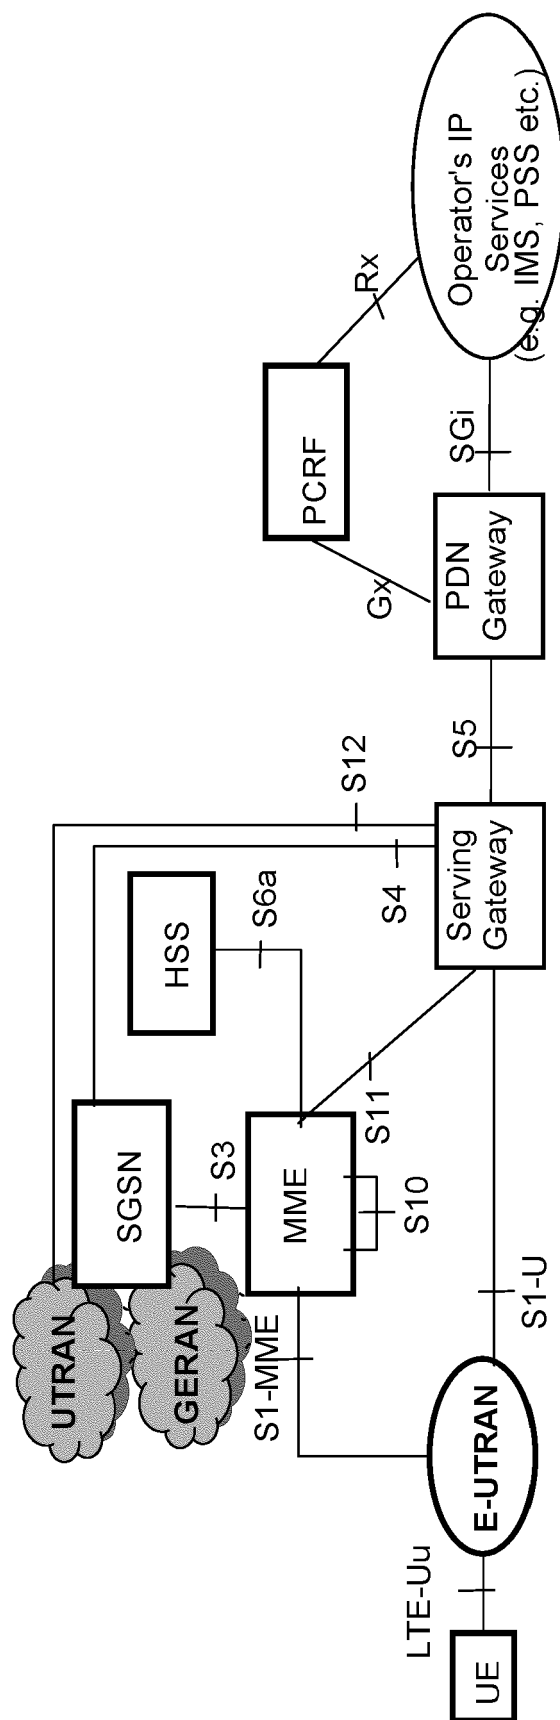 UTRAN
SGSN
GERAN
HSS
S3
S6a
S1-MME
MME
S10
S11
S12
S4
LTE-Uu
UE
E-UTRAN
S1-U
Serving
Gateway
S5
PDN
Gateway
Gx
PCRF
Rx
SGi
Operator's IP
Services
(e.g. IMS, PSS etc.)